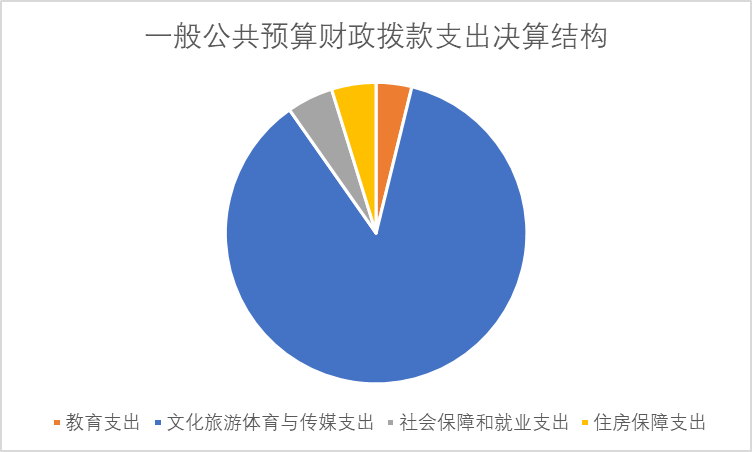 一般公共预算财政拨款支出决算结构
教育支出 文化旅游体育与传媒支出 社会保障和就业支出 住房保障支出